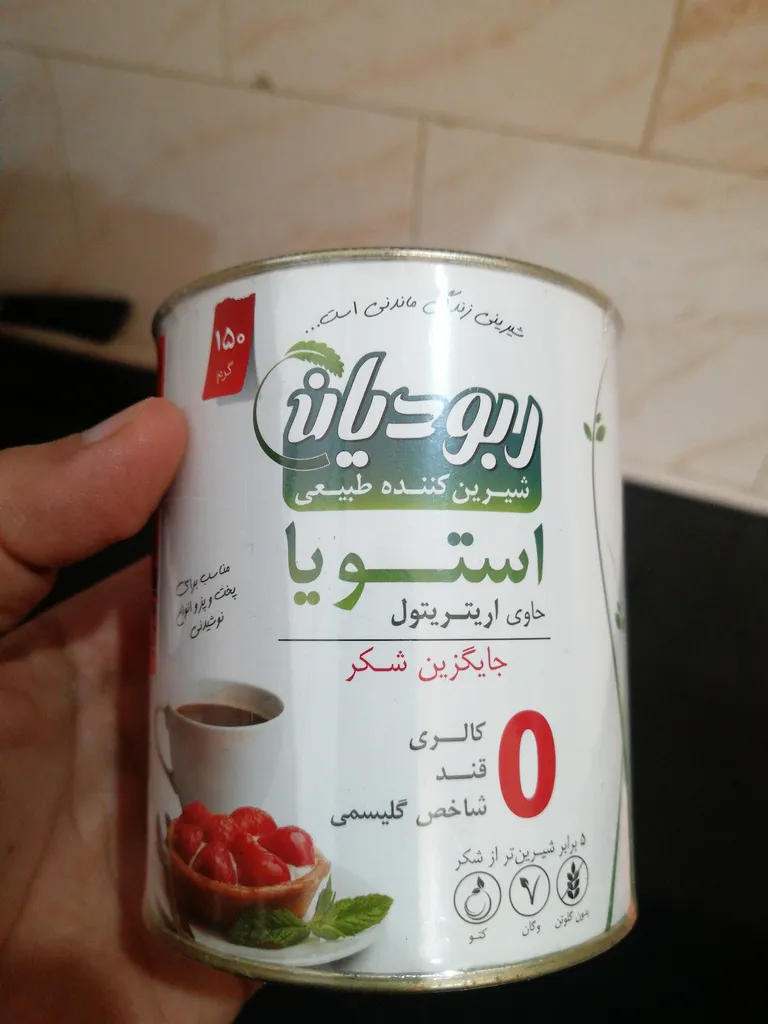 شیرینی زندگی ماندنی است...
۱۵۰
گرم
ربودیانه
شیرین کننده طبیعی
استویا
حاوی اریتریتول
جایگزین شکر
مناسب برای
پخت و پز و انواع
نوشیدنی
0
کالری
قند
شاخص گلیسمی
۵ برابر شیرین‌تر از شکر
بدون گلوتن
وگان
کتو